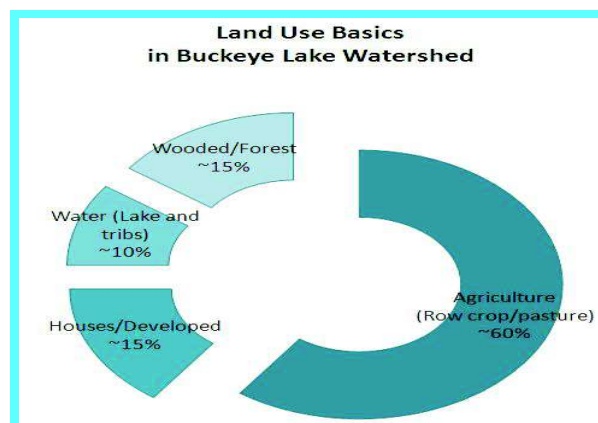 Land Use Basics
in Buckeye Lake Watershed
Wooded/Forest
~15%
Water (Lake and
tribs)
~10%
Houses/Developed
~15%
Agriculture
(Row crop/pasture)
~60%